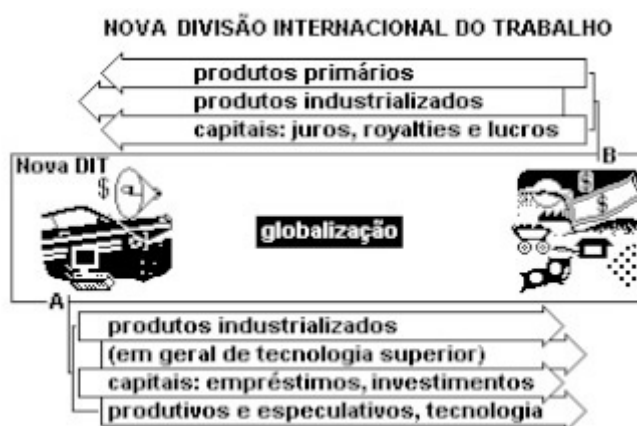 NOVA DIVISÃO INTERNACIONAL DO TRABALHO
produtos primários
produtos industrializados
capitais: juros, royalties e lucros
B
Nova DIT
$
$
$
globalização
A
produtos industrializados
(em geral de tecnologia superior)
capitais: empréstimos, investimentos
produtivos e especulativos, tecnologia